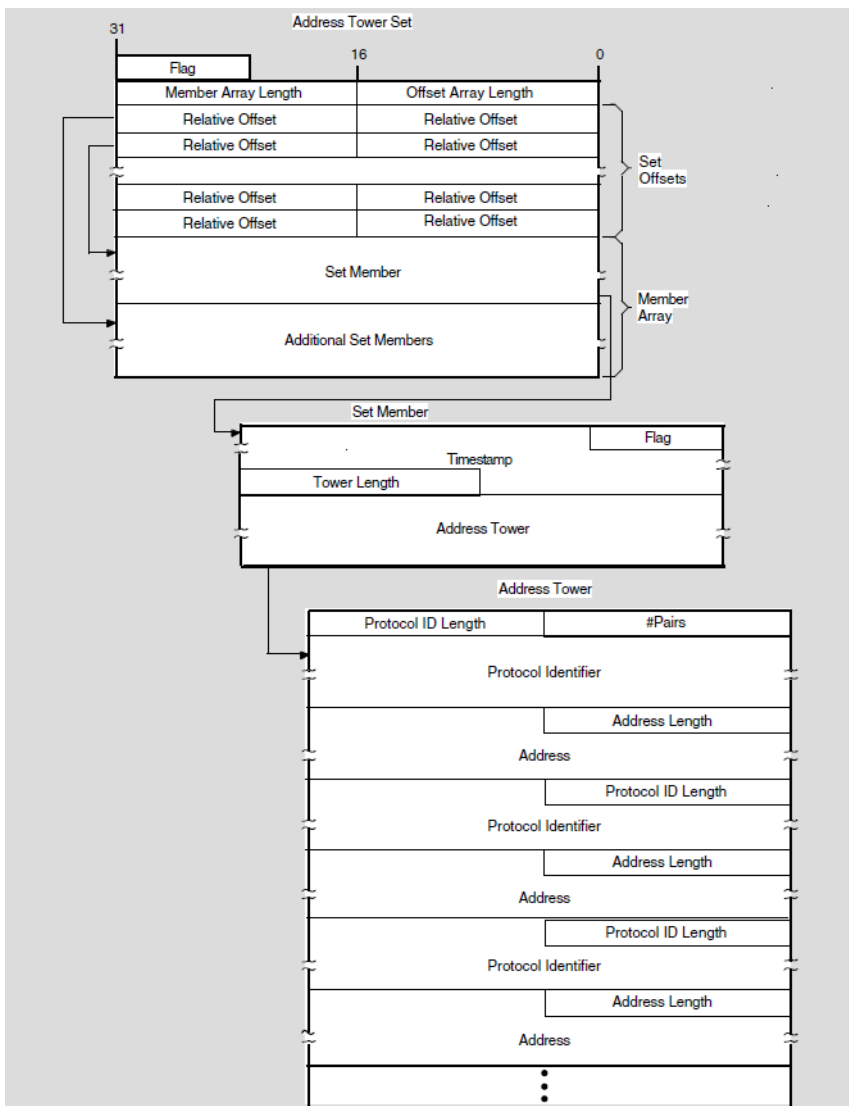 Address Tower Set
31
16
0
Flag
Member Array Length Offset Array Length
Relative Offset Relative Offset
Relative Offset Relative Offset
Set
Offsets
Relative Offset Relative Offset
Relative Offset Relative Offset
Set Member
Member
Array
Additional Set Members
Set Member
Flag
Timestamp
Tower Length
Address Tower
Address Tower
Protocol ID Length #Pairs
Protocol Identifier
Address Length
Address
Protocol ID Length
Protocol Identifier
Address Length
Address
Protocol ID Length
Protocol Identifier
Address Length
Address